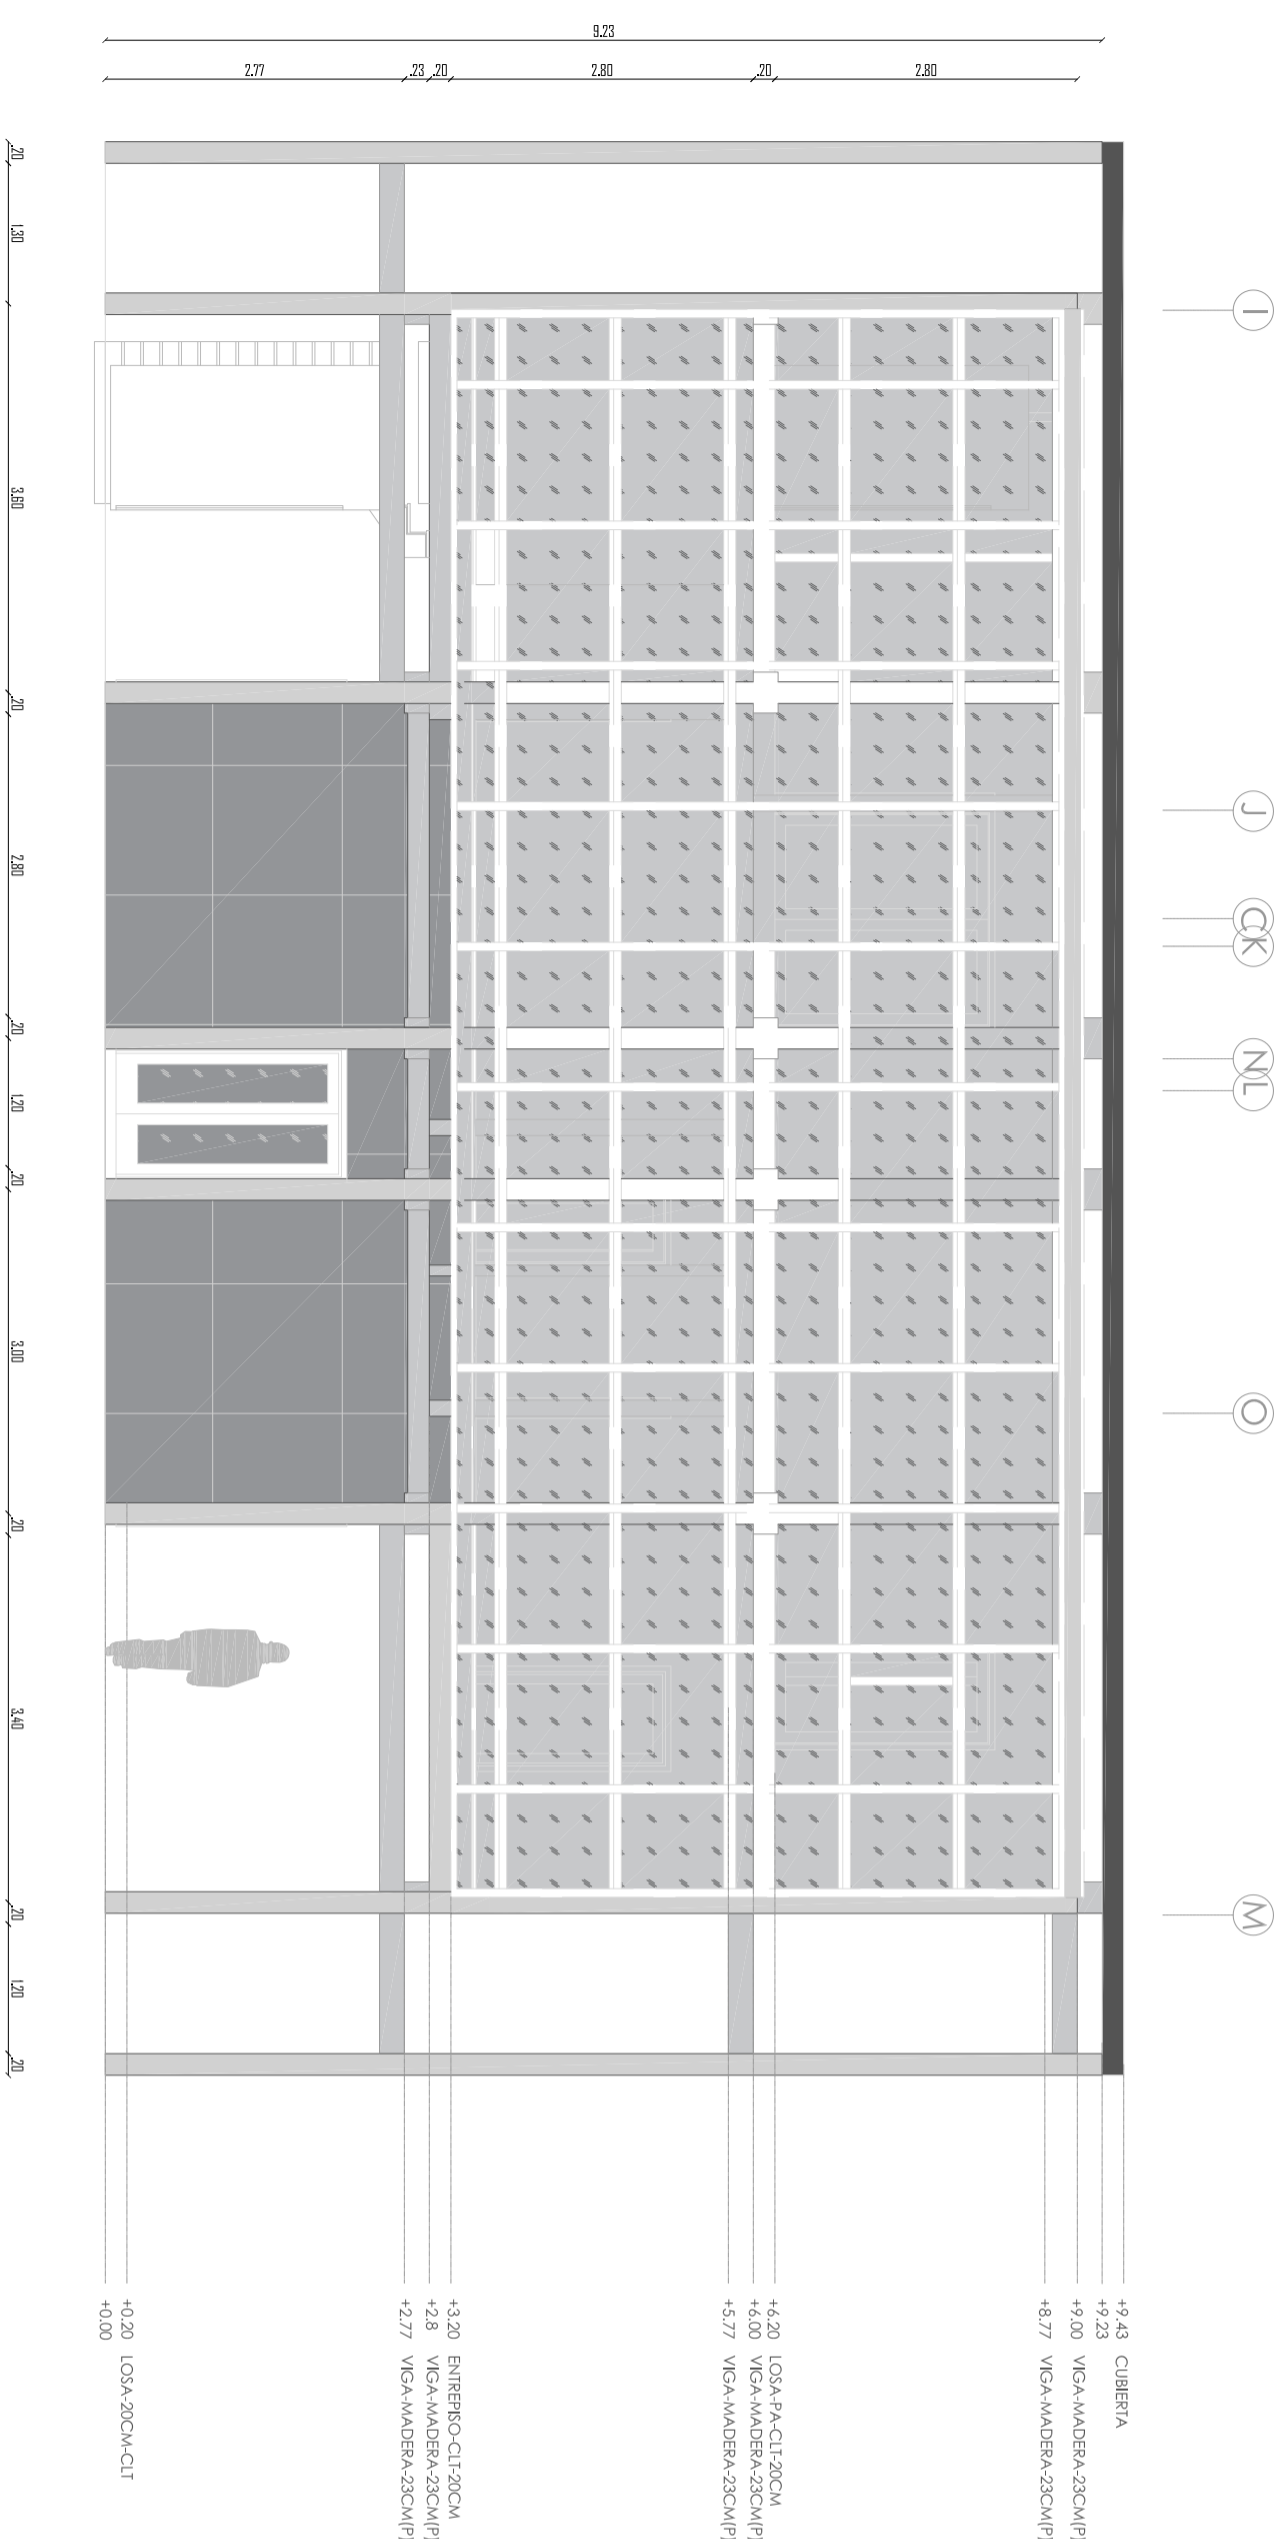 I
J
C
K
N
L
O
M
+9.43 CUBIERTA
+9.23
+9.00 VIGA-MADERA-23CM(P)
+8.77 VIGA-MADERA-23CM(P)
+6.20 LOSA-PA-CLT-20CM
+6.00 VIGA-MADERA-23CM(P)
+5.77 VIGA-MADERA-23CM(P)
+3.20 ENTREPISO-CLT-20CM
+2.8 VIGA-MADERA-23CM(P)
+2.77 VIGA-MADERA-23CM(P)
+0.20 LOSA-20CM-CLT
+0.00
9.23
2.77 .23 .20 2.80 .20 2.80
.20 1.30 3.60 .20 2.80 .20 1.20 .20 3.00 .20 3.40 .20 1.20 .20